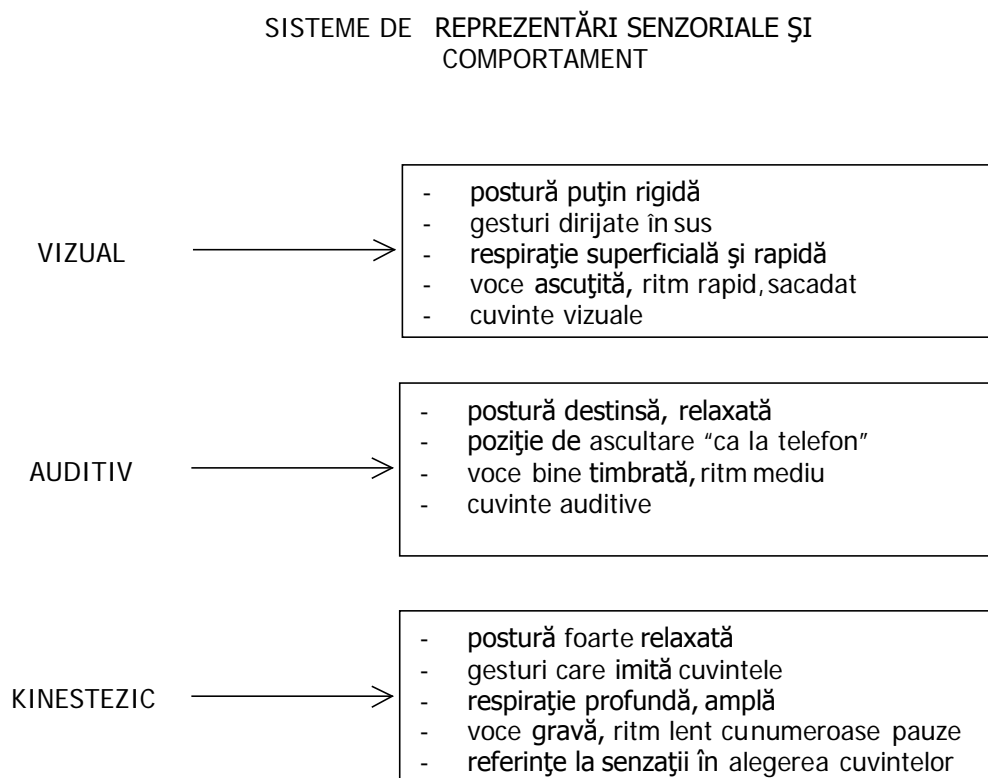 SISTEME DE REPREZENTĂRI SENZORIALE ŞI
COMPORTAMENT
VIZUAL
- postură puţin rigidă
- gesturi dirijate în sus
- respiraţie superficială şi rapidă
- voce ascuţită, ritm rapid, sacadat
- cuvinte vizuale
AUDITIV
- postură destinsă, relaxată
- poziţie de ascultare “ca la telefon”
- voce bine timbrată, ritm mediu
- cuvinte auditive
KINESTEZIC
- postură foarte relaxată
- gesturi care imită cuvintele
- respiraţie profundă, amplă
- voce gravă, ritm lent cunumeroase pauze
- referinţe la senzaţii în alegerea cuvintelor